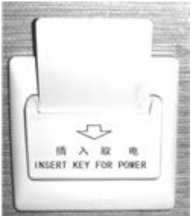 插入取电
INSERT KEY FOR POWER